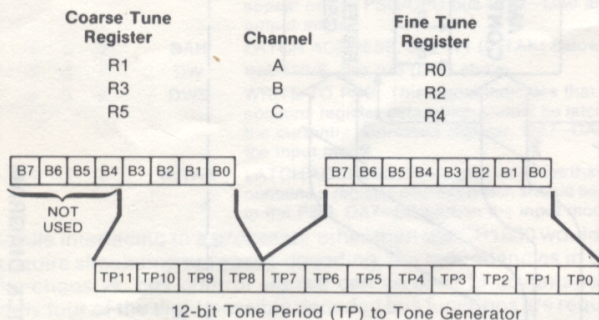 Coarse Tune Register
Channel
Fine Tune Register
R1 A R0
R3 B R2
R5 C R4
B7 B6 B5 B4 B3 B2 B1 B0
B7 B6 B5 B4 B3 B2 B1 B0
NOT USED
TP11 TP10 TP9 TP8 TP7 TP6 TP5 TP4 TP3 TP2 TP1 TP0
12-bit Tone Period (TP) to Tone Generator